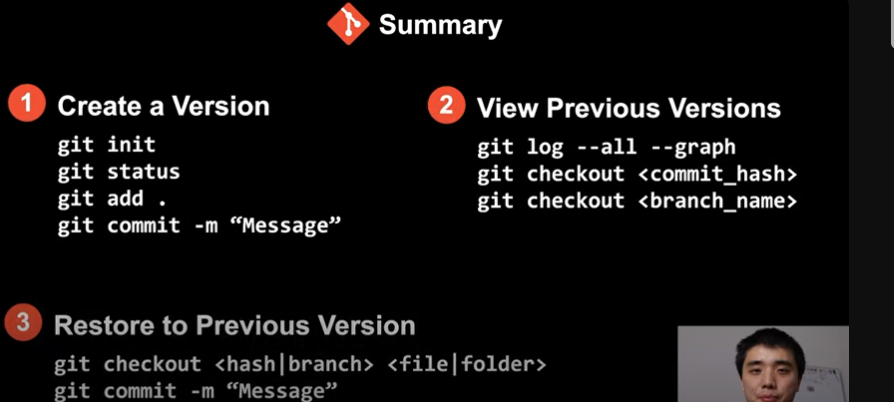 Summary
1 Create a Version
git init
git status
git add .
git commit -m “Message”
2 View Previous Versions
git log --all --graph
git checkout <commit_hash>
git checkout <branch_name>
3 Restore to Previous Version
git checkout <hash|branch> <file|folder>
git commit -m “Message”